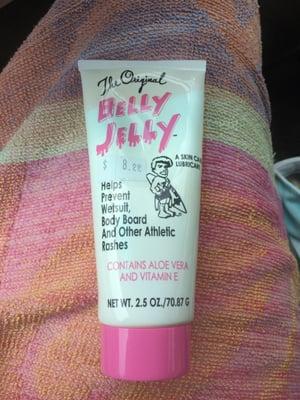 The Original
BELLY
JELLY
$ 8.
A SKIN CARE
LUBRICANT
Helps
Prevent
Wetsuit,
Body Board
And Other Athletic
Rashes
CONTAINS ALOE VERA
AND VITAMIN E
NET WT. 2.5 OZ./70.87 G